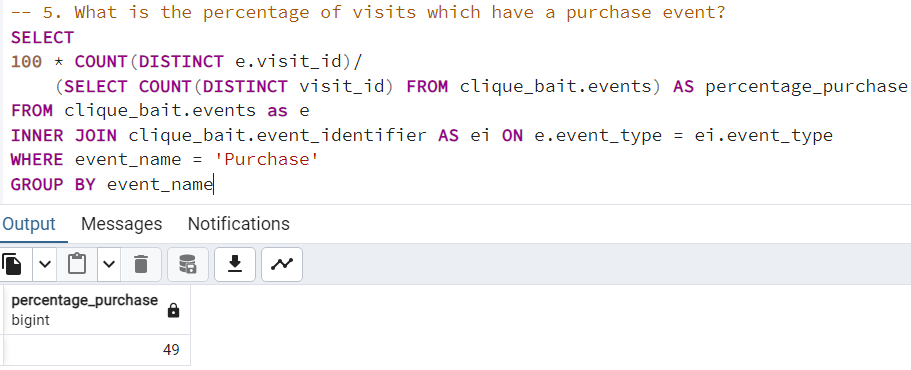 -- 5. What is the percentage of visits which have a purchase event?
SELECT
100 * COUNT(DISTINCT e.visit_id)/
(SELECT COUNT(DISTINCT visit_id) FROM clique_bait.events) AS percentage_purchase
FROM clique_bait.events as e
INNER JOIN clique_bait.event_identifier AS ei ON e.event_type = ei.event_type
WHERE event_name = 'Purchase'
GROUP BY event_name
Output Messages Notifications
percentage_purchase
bigint
49